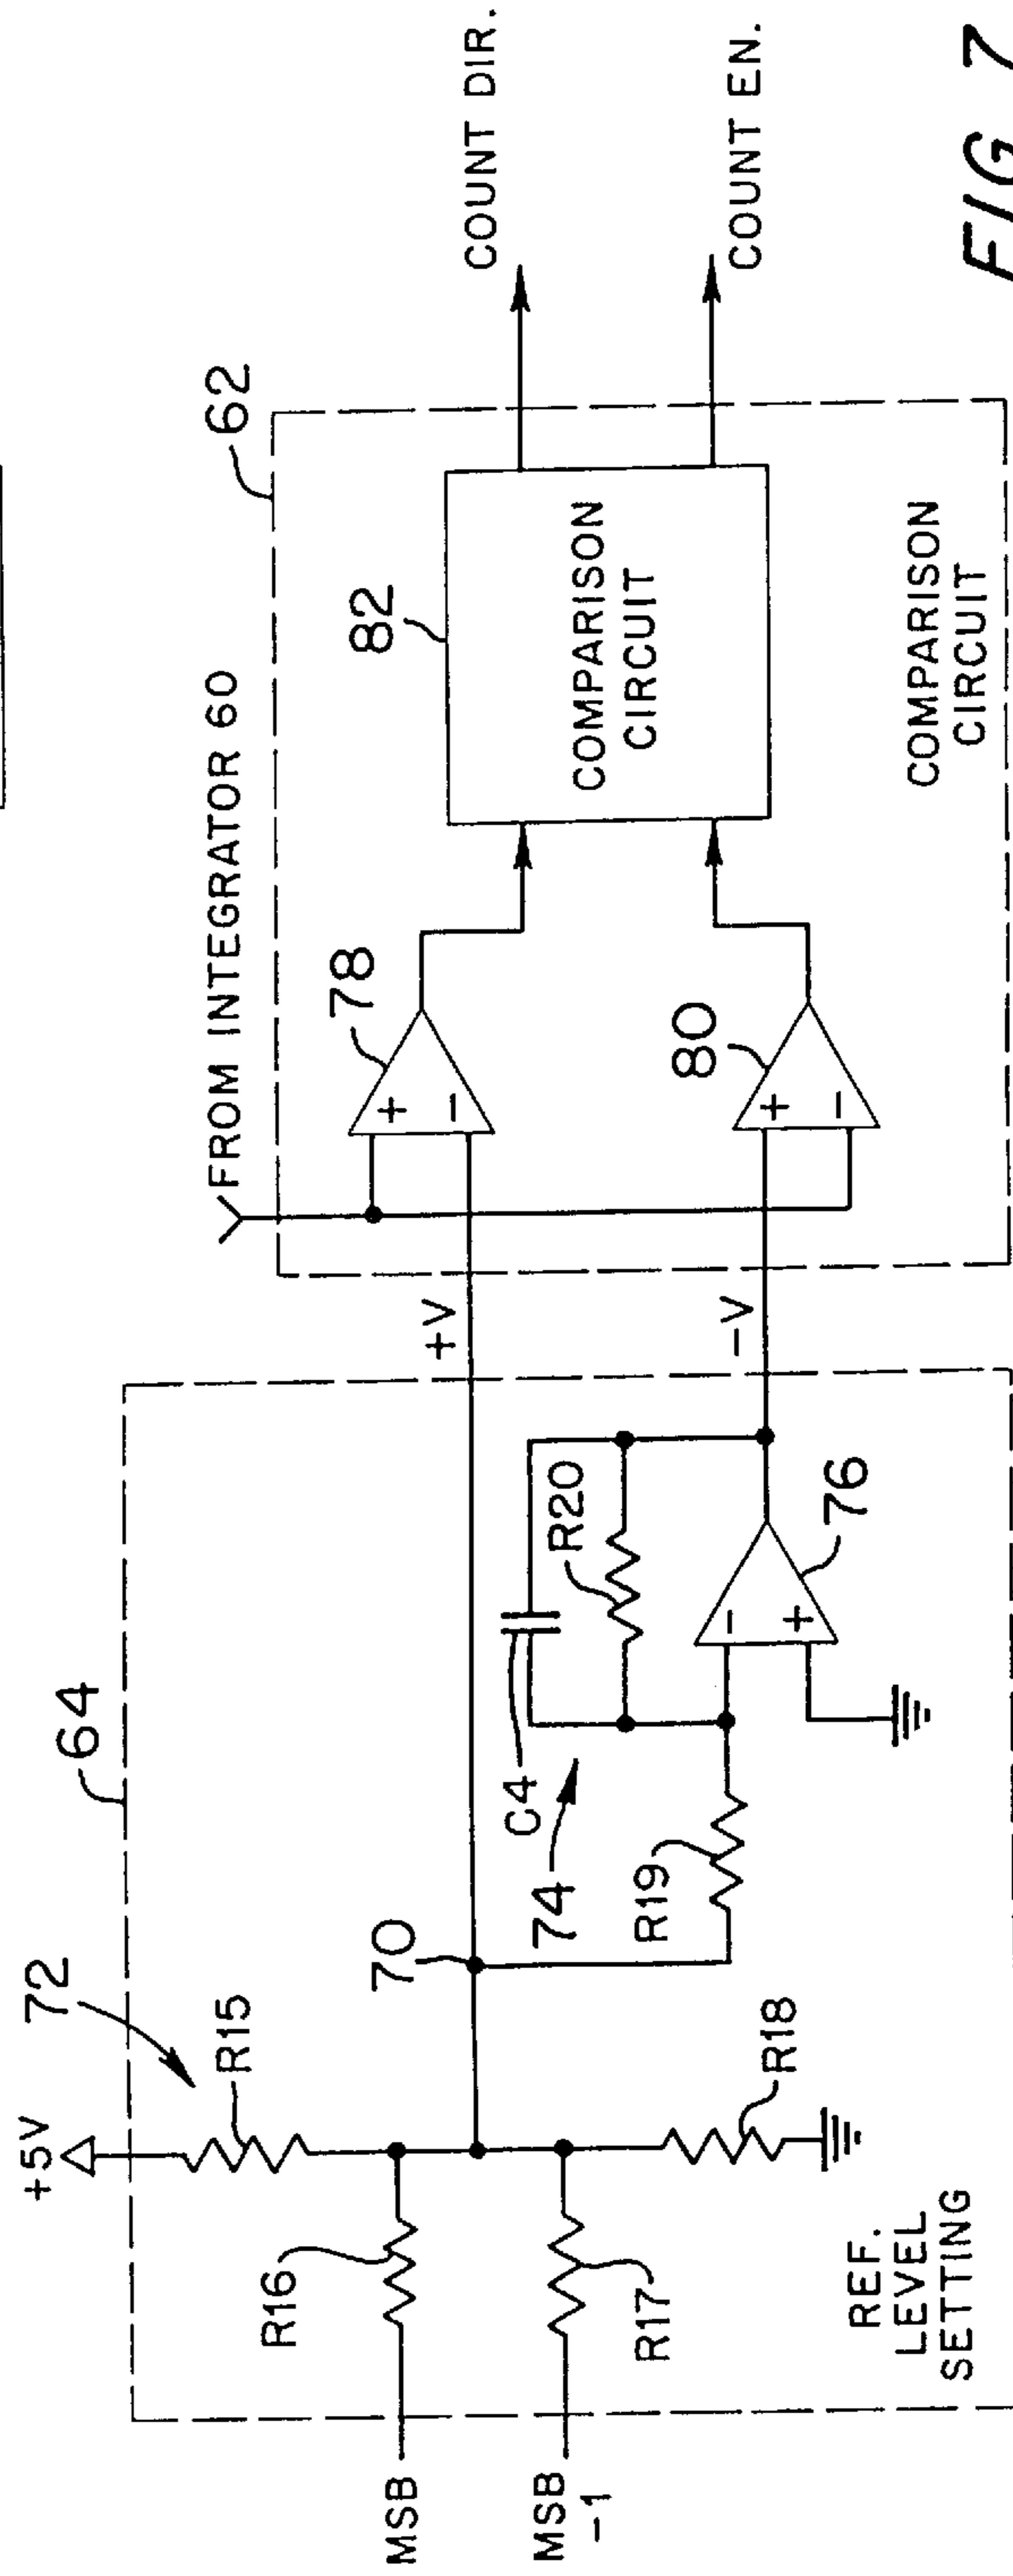 +5V
72
64
R15
R16
MSB
MSB
-1
R17
R18
70
C4
74
R19
R20
-
+
76
REF.
LEVEL
SETTING
+V
-V
FROM INTEGRATOR 60
62
78
+
-
80
+
-
82
COMPARISON
CIRCUIT
COMPARISON
CIRCUIT
COUNT DIR.
COUNT EN.
FIG 7